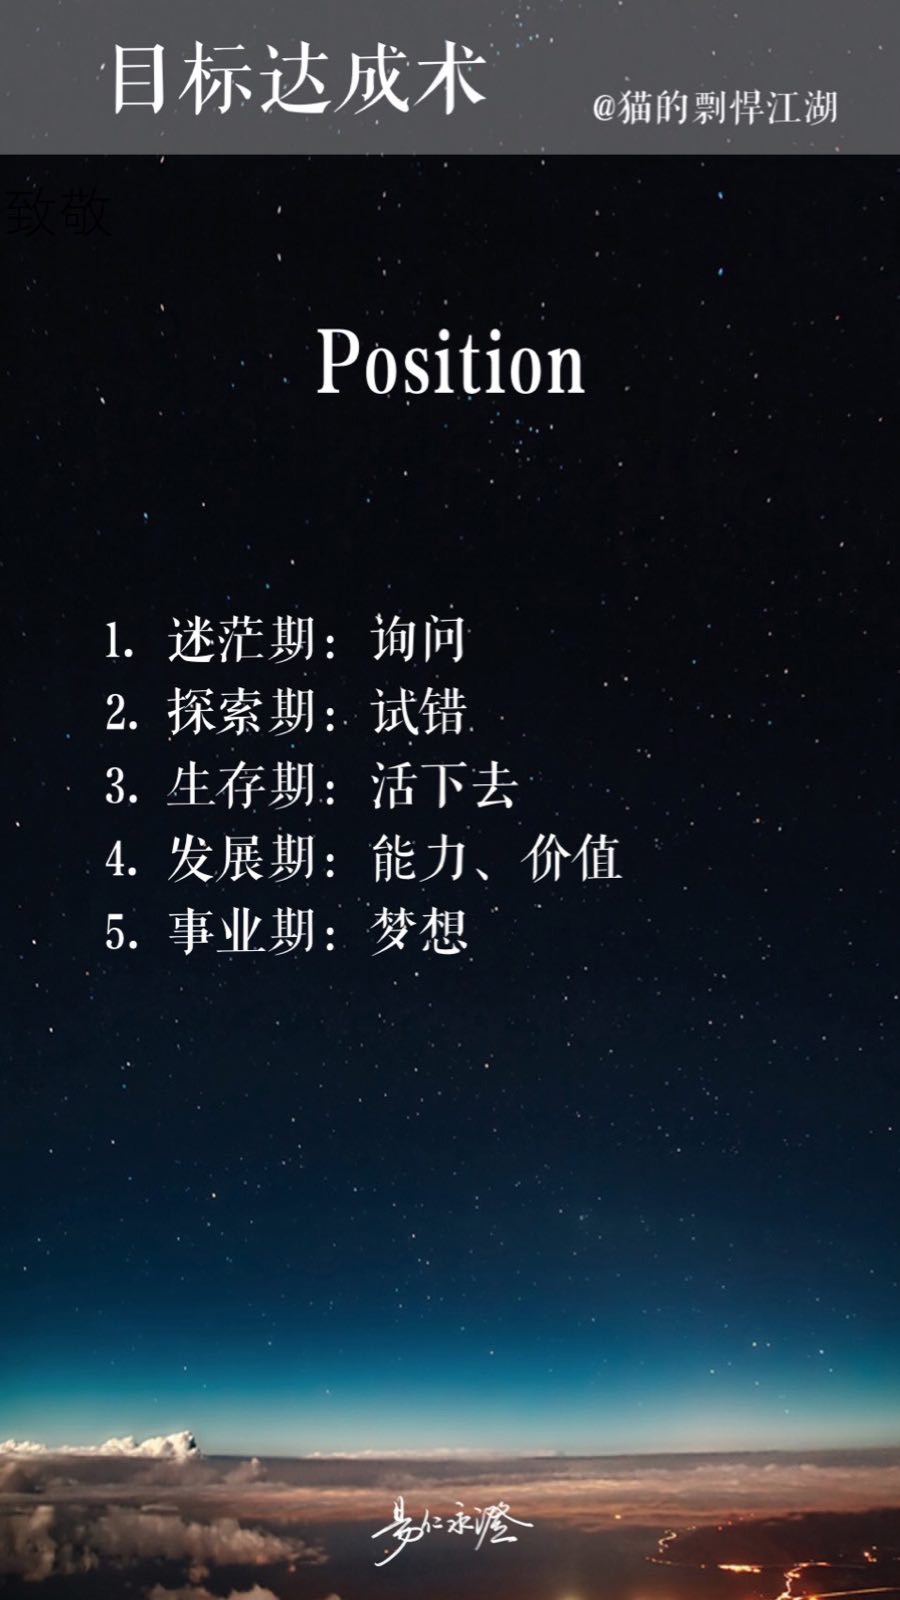 目标达成术
@猫的剽悍江湖
致敬
Position
1. 迷茫期：询问
2. 探索期：试错
3. 生存期：活下去
4. 发展期：能力、价值
5. 事业期：梦想
易仁永澄